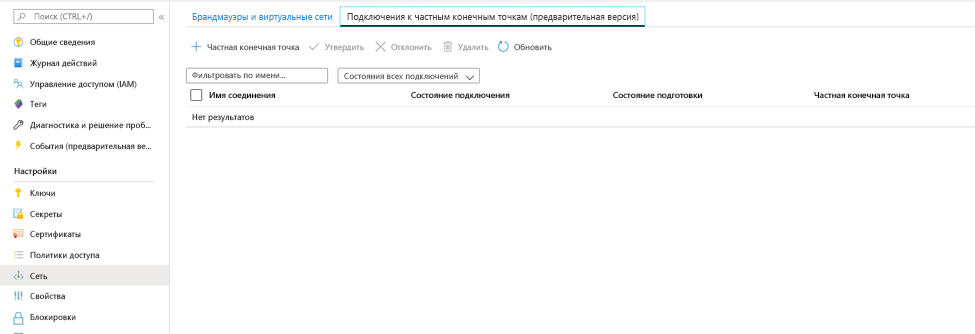 Поиск (CTRL+/)
«
Общие сведения
Журнал действий
Управление доступом (IAM)
Теги
Диагностика и решение проб...
События (предварительная ве...
Настройки
Ключи
Секреты
Сертификаты
Политики доступа
Сеть
Свойства
Блокировки
Брандмауэры и виртуальные сети
Подключения к частным конечным точкам (предварительная версия)
Частная конечная точка
Утвердить
Отклонить
Удалить
Обновить
Фильтровать по имени...
Состояния всех подключений
Имя соединения
Состояние подключения
Состояние подготовки
Частная конечная точка
Нет результатов